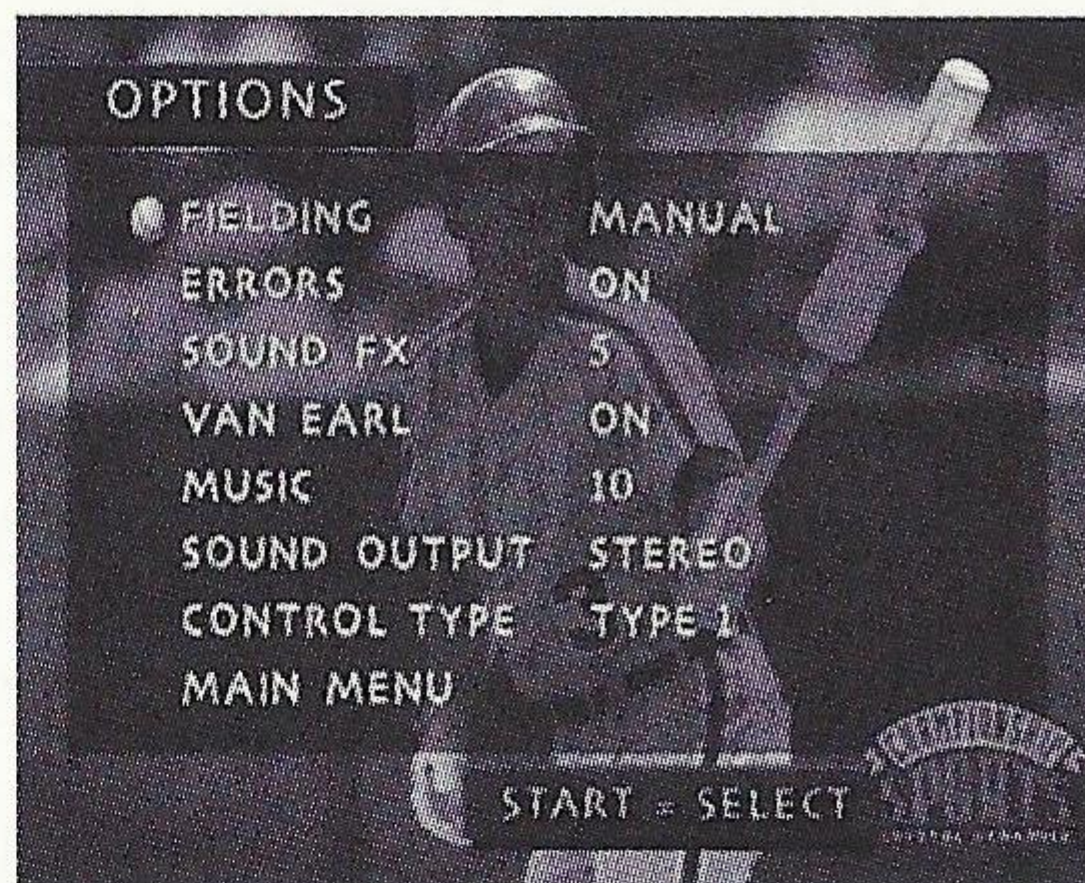 OPTIONS
FIELDING MANUAL
ERRORS ON
SOUND FX 5
VAN EARL ON
MUSIC 10
SOUND OUTPUT STEREO
CONTROL TYPE TYPE 1
MAIN MENU
START = SELECT
SPORTS